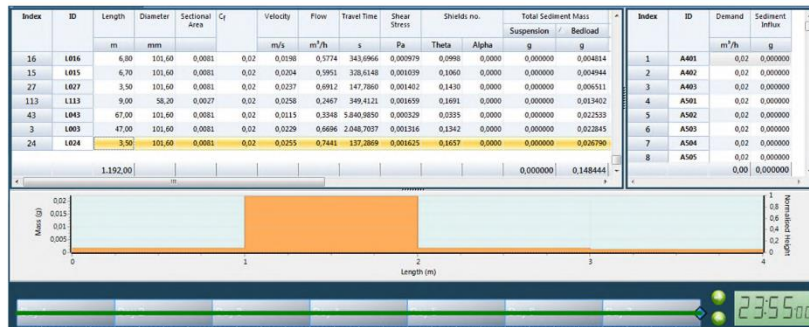 Index ID Length Diameter Sectional Area Cf Velocity Flow Travel Time Shear Stress Shields no. Total Sediment Mass
Suspension / Bedload
m mm m/s m³/h s Pa Theta Alpha g g
16 L016 6,80 101,60 0,0081 0,02 0,0198 0,5774 343,6966 0,000979 0,0998 0,0000 0,000000 0,004814
15 L015 6,70 101,60 0,0081 0,02 0,0204 0,5951 328,6148 0,001039 0,1060 0,0000 0,000000 0,004944
27 L027 3,50 101,60 0,0081 0,02 0,0237 0,6912 147,7860 0,001402 0,1430 0,0000 0,000000 0,006511
113 L113 9,00 58,20 0,0027 0,02 0,0258 0,2467 349,4121 0,001659 0,1691 0,0000 0,000000 0,013402
43 L043 67,00 101,60 0,0081 0,02 0,0115 0,3348 5.840,9850 0,000329 0,0335 0,0000 0,000000 0,022533
3 L003 47,00 101,60 0,0081 0,02 0,0229 0,6696 2.048,7037 0,001316 0,1342 0,0000 0,000000 0,022845
24 L024 3,50 101,60 0,0081 0,02 0,0255 0,7441 137,2869 0,001625 0,1657 0,0000 0,000000 0,026790
1.192,00 0,000000 0,148444
Index ID Demand Sediment Influx
m³/h g
1 A401 0,02 0,000000
2 A402 0,02 0,000000
3 A403 0,02 0,000000
4 A501 0,02 0,000000
5 A502 0,02 0,000000
6 A503 0,02 0,000000
7 A504 0,02 0,000000
8 A505 0,02 0,000000
0,00 0,000000
Mass (g)
0,02
0,015
0,01
0,005
0
Normalised Height
1
0,8
0,6
0,4
0,2
0
0 1 2 3 4
Length (m)
23:55:00